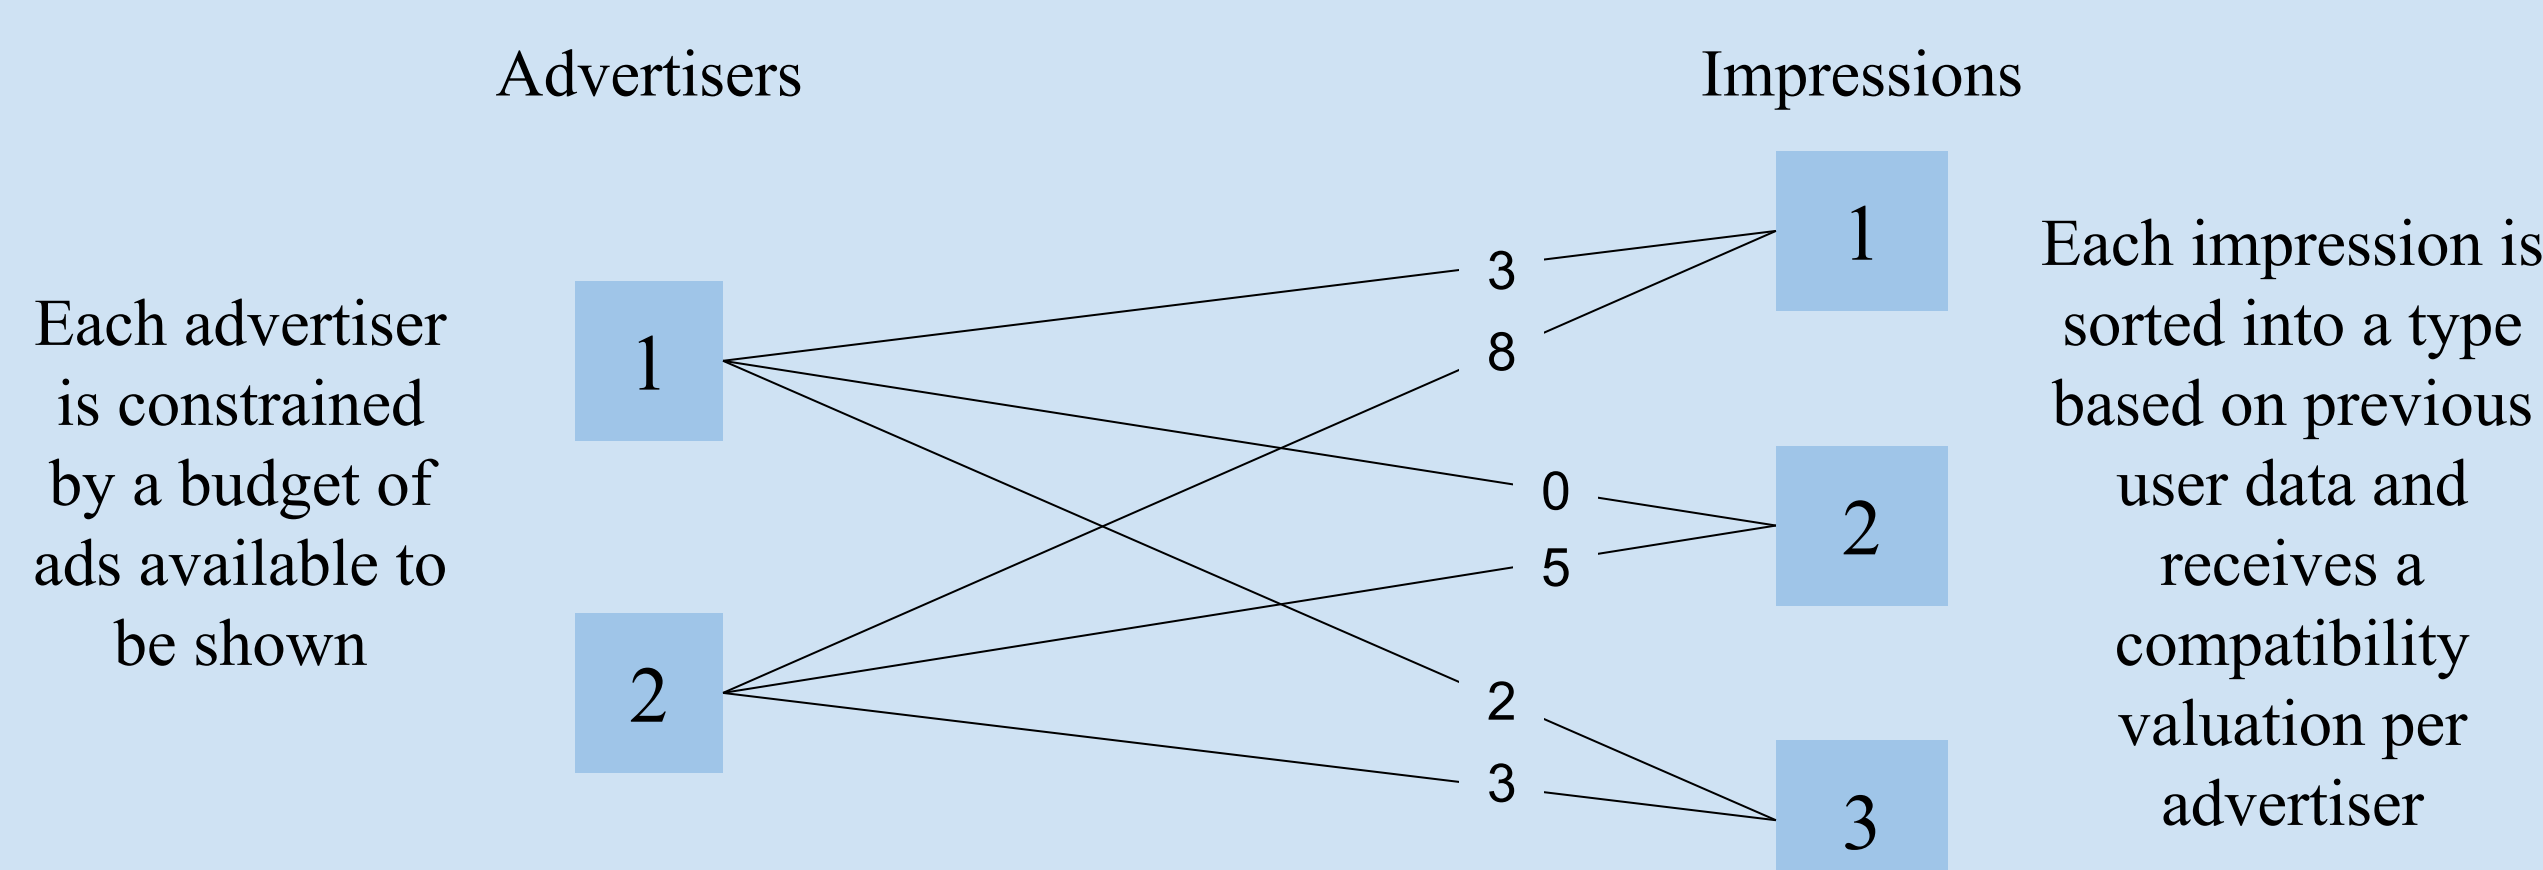 Advertisers
Impressions
Each advertiser
is constrained
by a budget of
ads available to
be shown
1
2
3
8
0
5
2
3
1
2
3
Each impression is
sorted into a type
based on previous
user data and
receives a
compatibility
valuation per
advertiser